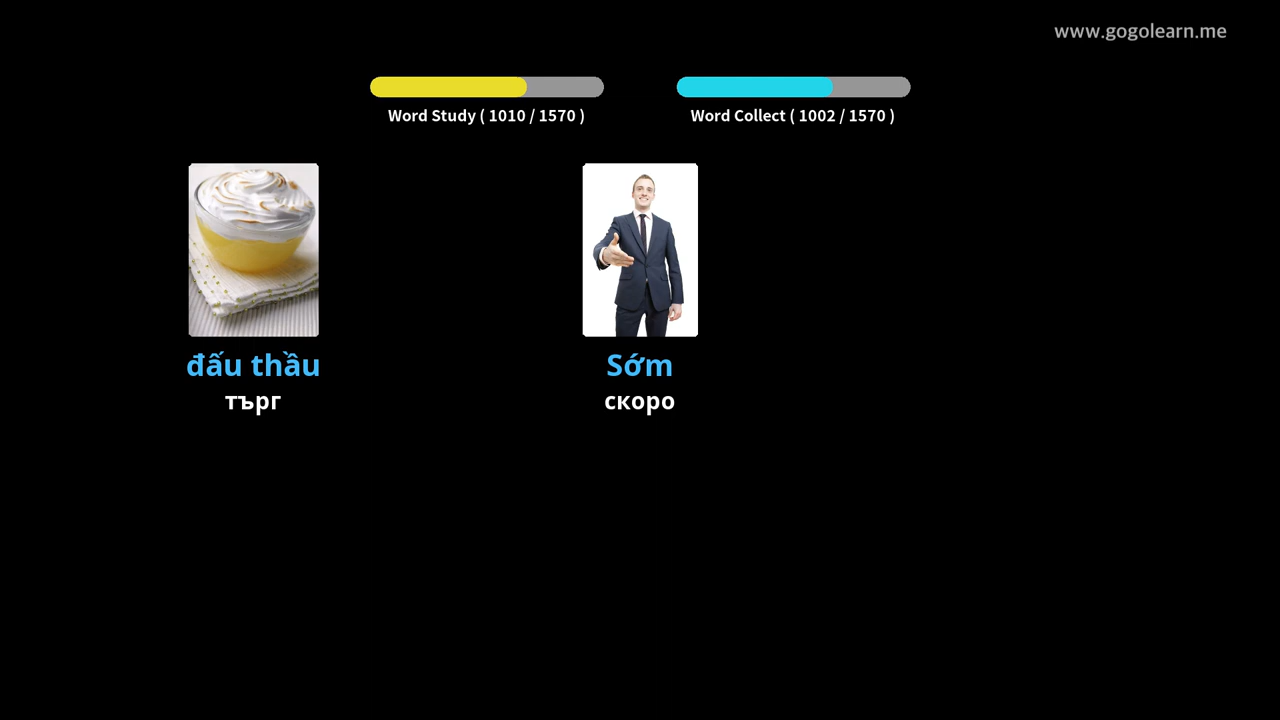 www.gogolearn.me
Word Study ( 1010 / 1570 )
Word Collect ( 1002 / 1570 )
đấu thầu
Sớm
търг
скоро